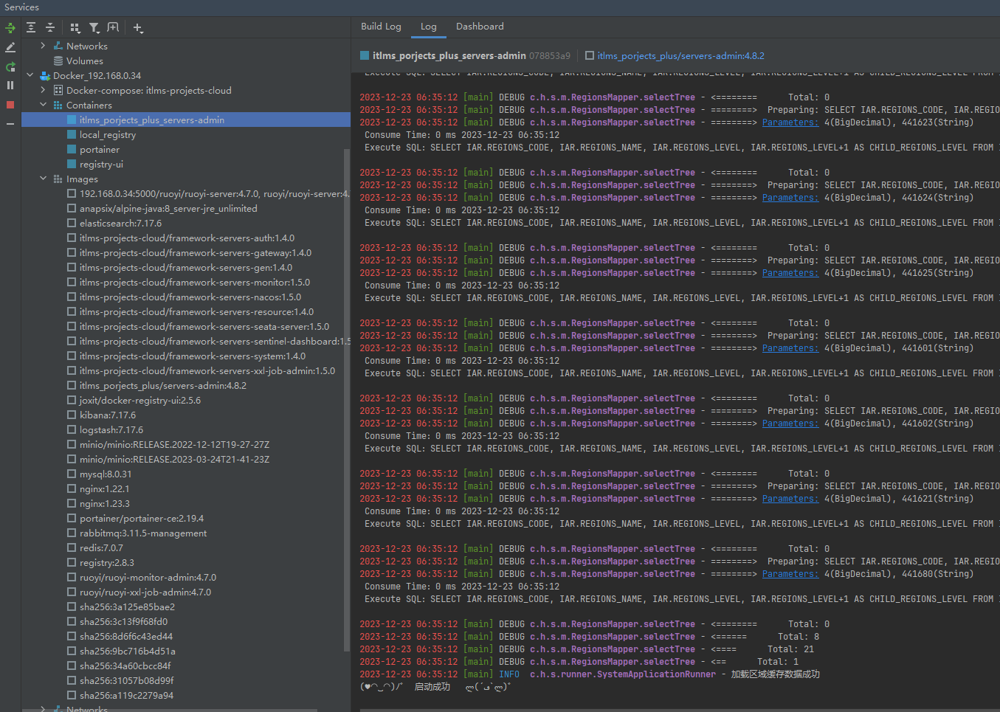 Services
Networks
Volumes
Docker_192.168.0.34
Docker-compose: itlms-projects-cloud
Containers
itlms_porjects_plus_servers-admin
local_registry
portainer
registry-ui
Images
192.168.0.34:5000/ruoyi/ruoyi-server:4.7.0, ruoyi/ruoyi-server:4.
anapsix/alpine-java:8_server-jre_unlimited
elasticsearch:7.17.6
itlms-projects-cloud/framework-servers-auth:1.4.0
itlms-projects-cloud/framework-servers-gateway:1.4.0
itlms-projects-cloud/framework-servers-gen:1.4.0
itlms-projects-cloud/framework-servers-monitor:1.5.0
itlms-projects-cloud/framework-servers-nacos:1.5.0
itlms-projects-cloud/framework-servers-resource:1.4.0
itlms-projects-cloud/framework-servers-seata-server:1.5.0
itlms-projects-cloud/framework-servers-sentinel-dashboard:1.5
itlms-projects-cloud/framework-servers-system:1.4.0
itlms-projects-cloud/framework-servers-xxl-job-admin:1.5.0
itlms_porjects_plus/servers-admin:4.8.2
joxit/docker-registry-ui:2.5.6
kibana:7.17.6
logstash:7.17.6
minio/minio:RELEASE.2022-12-12T19-27-27Z
minio/minio:RELEASE.2023-03-24T21-41-23Z
mysql:8.0.31
nginx:1.22.1
nginx:1.23.3
portainer/portainer-ce:2.19.4
rabbitmq:3.11.5-management
redis:7.0.7
registry:2.8.3
ruoyi/ruoyi-monitor-admin:4.7.0
ruoyi/ruoyi-xxl-job-admin:4.7.0
sha256:3a125e85bae2
sha256:3c13f9f68fd0
sha256:8d6f6c43ed44
sha256:9bc716b4d51a
sha256:34a60cbcc84f
sha256:31057b08d99f
sha256:a119c2279a94
Networks
Build Log Log Dashboard
itlms_porjects_plus_servers-admin 078853a9 itlms_porjects_plus/servers-admin:4.8.2
Execute SQL: SELECT IAR.REGIONS_CODE, IAR.REGIONS_NAME, IAR.REGIONS_LEVEL, IAR.REGIONS_LEVEL+1 AS CHILD_REGIONS_LEVEL FROM
2023-12-23 06:35:12 [main] DEBUG c.h.s.m.RegionsMapper.selectTree - <======== Total: 0
2023-12-23 06:35:12 [main] DEBUG c.h.s.m.RegionsMapper.selectTree - ========> Preparing: SELECT IAR.REGIONS_CODE, IAR.REGIO
2023-12-23 06:35:12 [main] DEBUG c.h.s.m.RegionsMapper.selectTree - ========> Parameters: 4(BigDecimal), 441623(String)
Consume Time: 0 ms 2023-12-23 06:35:12
Execute SQL: SELECT IAR.REGIONS_CODE, IAR.REGIONS_NAME, IAR.REGIONS_LEVEL, IAR.REGIONS_LEVEL+1 AS CHILD_REGIONS_LEVEL FROM
2023-12-23 06:35:12 [main] DEBUG c.h.s.m.RegionsMapper.selectTree - <======== Total: 0
2023-12-23 06:35:12 [main] DEBUG c.h.s.m.RegionsMapper.selectTree - ========> Preparing: SELECT IAR.REGIONS_CODE, IAR.REGIO
2023-12-23 06:35:12 [main] DEBUG c.h.s.m.RegionsMapper.selectTree - ========> Parameters: 4(BigDecimal), 441624(String)
Consume Time: 0 ms 2023-12-23 06:35:12
Execute SQL: SELECT IAR.REGIONS_CODE, IAR.REGIONS_NAME, IAR.REGIONS_LEVEL, IAR.REGIONS_LEVEL+1 AS CHILD_REGIONS_LEVEL FROM
2023-12-23 06:35:12 [main] DEBUG c.h.s.m.RegionsMapper.selectTree - <======== Total: 0
2023-12-23 06:35:12 [main] DEBUG c.h.s.m.RegionsMapper.selectTree - ========> Preparing: SELECT IAR.REGIONS_CODE, IAR.REGIO
2023-12-23 06:35:12 [main] DEBUG c.h.s.m.RegionsMapper.selectTree - ========> Parameters: 4(BigDecimal), 441625(String)
Consume Time: 0 ms 2023-12-23 06:35:12
Execute SQL: SELECT IAR.REGIONS_CODE, IAR.REGIONS_NAME, IAR.REGIONS_LEVEL, IAR.REGIONS_LEVEL+1 AS CHILD_REGIONS_LEVEL FROM
2023-12-23 06:35:12 [main] DEBUG c.h.s.m.RegionsMapper.selectTree - <======== Total: 0
2023-12-23 06:35:12 [main] DEBUG c.h.s.m.RegionsMapper.selectTree - ========> Preparing: SELECT IAR.REGIONS_CODE, IAR.REGIO
2023-12-23 06:35:12 [main] DEBUG c.h.s.m.RegionsMapper.selectTree - ========> Parameters: 4(BigDecimal), 441601(String)
Consume Time: 0 ms 2023-12-23 06:35:12
Execute SQL: SELECT IAR.REGIONS_CODE, IAR.REGIONS_NAME, IAR.REGIONS_LEVEL, IAR.REGIONS_LEVEL+1 AS CHILD_REGIONS_LEVEL FROM
2023-12-23 06:35:12 [main] DEBUG c.h.s.m.RegionsMapper.selectTree - <======== Total: 0
2023-12-23 06:35:12 [main] DEBUG c.h.s.m.RegionsMapper.selectTree - ========> Preparing: SELECT IAR.REGIONS_CODE, IAR.REGIO
2023-12-23 06:35:12 [main] DEBUG c.h.s.m.RegionsMapper.selectTree - ========> Parameters: 4(BigDecimal), 441602(String)
Consume Time: 0 ms 2023-12-23 06:35:12
Execute SQL: SELECT IAR.REGIONS_CODE, IAR.REGIONS_NAME, IAR.REGIONS_LEVEL, IAR.REGIONS_LEVEL+1 AS CHILD_REGIONS_LEVEL FROM
2023-12-23 06:35:12 [main] DEBUG c.h.s.m.RegionsMapper.selectTree - <======== Total: 0
2023-12-23 06:35:12 [main] DEBUG c.h.s.m.RegionsMapper.selectTree - ========> Preparing: SELECT IAR.REGIONS_CODE, IAR.REGIO
2023-12-23 06:35:12 [main] DEBUG c.h.s.m.RegionsMapper.selectTree - ========> Parameters: 4(BigDecimal), 441621(String)
Consume Time: 0 ms 2023-12-23 06:35:12
Execute SQL: SELECT IAR.REGIONS_CODE, IAR.REGIONS_NAME, IAR.REGIONS_LEVEL, IAR.REGIONS_LEVEL+1 AS CHILD_REGIONS_LEVEL FROM
2023-12-23 06:35:12 [main] DEBUG c.h.s.m.RegionsMapper.selectTree - <======== Total: 0
2023-12-23 06:35:12 [main] DEBUG c.h.s.m.RegionsMapper.selectTree - ========> Preparing: SELECT IAR.REGIONS_CODE, IAR.REGIO
2023-12-23 06:35:12 [main] DEBUG c.h.s.m.RegionsMapper.selectTree - ========> Parameters: 4(BigDecimal), 441680(String)
Consume Time: 0 ms 2023-12-23 06:35:12
Execute SQL: SELECT IAR.REGIONS_CODE, IAR.REGIONS_NAME, IAR.REGIONS_LEVEL, IAR.REGIONS_LEVEL+1 AS CHILD_REGIONS_LEVEL FROM
2023-12-23 06:35:12 [main] DEBUG c.h.s.m.RegionsMapper.selectTree - <======== Total: 0
2023-12-23 06:35:12 [main] DEBUG c.h.s.m.RegionsMapper.selectTree - <====== Total: 8
2023-12-23 06:35:12 [main] DEBUG c.h.s.m.RegionsMapper.selectTree - <==== Total: 21
2023-12-23 06:35:12 [main] DEBUG c.h.s.m.RegionsMapper.selectTree - <== Total: 1
2023-12-23 06:35:12 [main] INFO c.h.s.runner.SystemApplicationRunner - 加载区域缓存数据成功
(♥◠‿◠)ﾉﾞ 启动成功 ლ(´ڡ`ლ)ﾞ